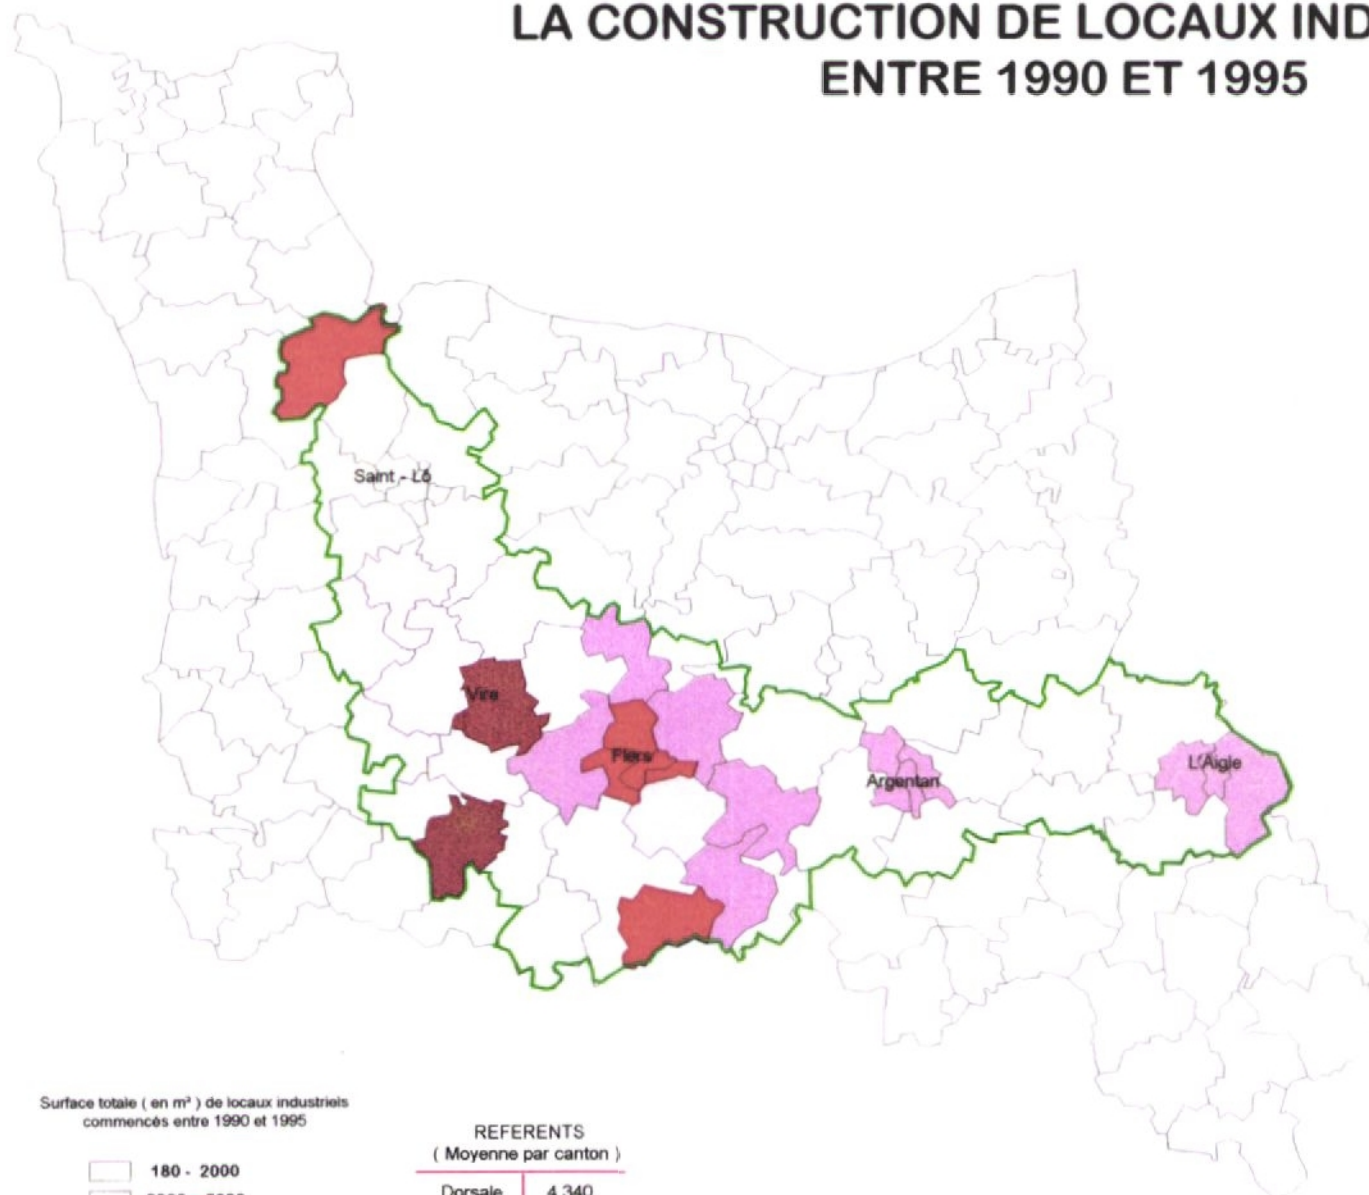 LA CONSTRUCTION DE LOCAUX IND
ENTRE 1990 ET 1995
Saint - Lô
Vire
Flers
Argentan
L'Aigle
Surface totale ( en m² ) de locaux industriels
commencés entre 1990 et 1995
180 - 2000
REFERENTS
( Moyenne par canton )
Dorsale 4 340